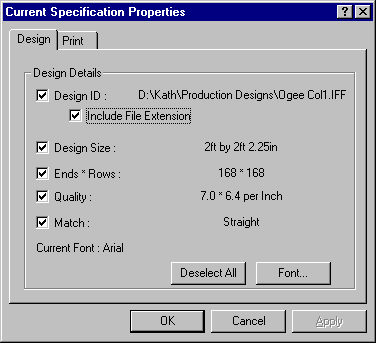 Current Specification Properties
Design Print
Design Details
Design ID : D:\Kath\Production Designs\Ogee Col1.IFF
Include File Extension
Design Size : 2ft by 2ft 2.25in
Ends * Rows : 168 * 168
Quality : 7.0 * 6.4 per Inch
Match : Straight
Current Font : Arial
Deselect All Font...
OK Cancel Apply